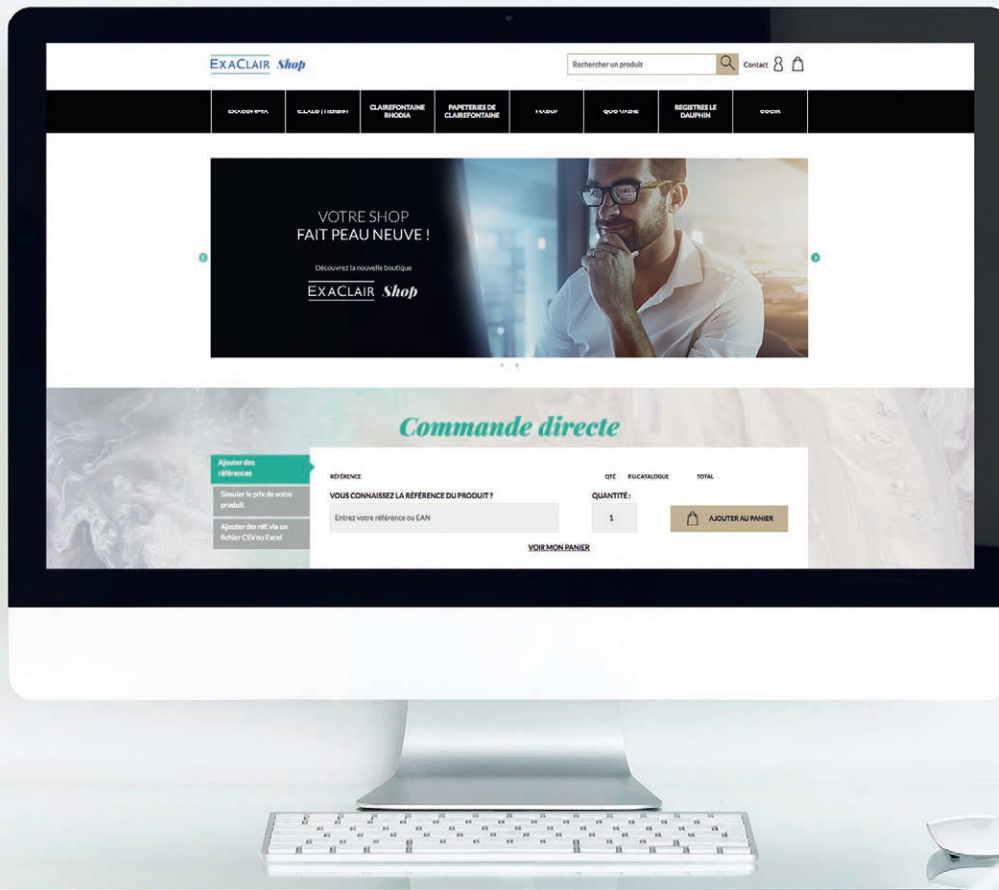 EXACLAIR Shop
Rechercher un produit
Contact
CLAIREFONTAINE
RHODIA
PAPETERIES DE
CLAIREFONTAINE
QUO VADIS
REGISTRES LE
DAUPHIN
VOTRE SHOP
FAIT PEAU NEUVE !
Découvrez la nouvelle boutique
EXACLAIR Shop
Commande directe
Ajouter des
références
Simuler le prix de votre
produit
Ajouter des réf. via un
fichier CSV ou Excel
RÉFÉRENCE
QTÉ
P.U.CATALOGUE
TOTAL
VOUS CONNAISSEZ LA RÉFÉRENCE DU PRODUIT ?
QUANTITÉ :
Entrez votre référence ou EAN
1
AJOUTER AU PANIER
VOIR MON PANIER